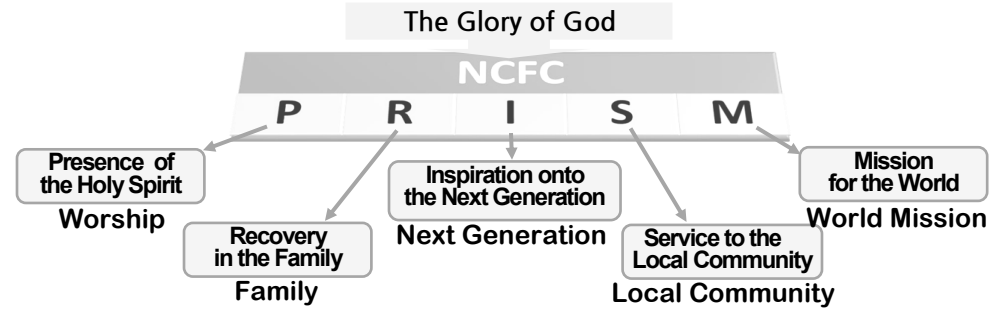 The Glory of God
NCFC
P R I S M
Presence of
the Holy Spirit
Worship
Recovery
in the Family
Family
Inspiration onto
the Next Generation
Next Generation
Service to the
Local Community
Local Community
Mission
for the World
World Mission